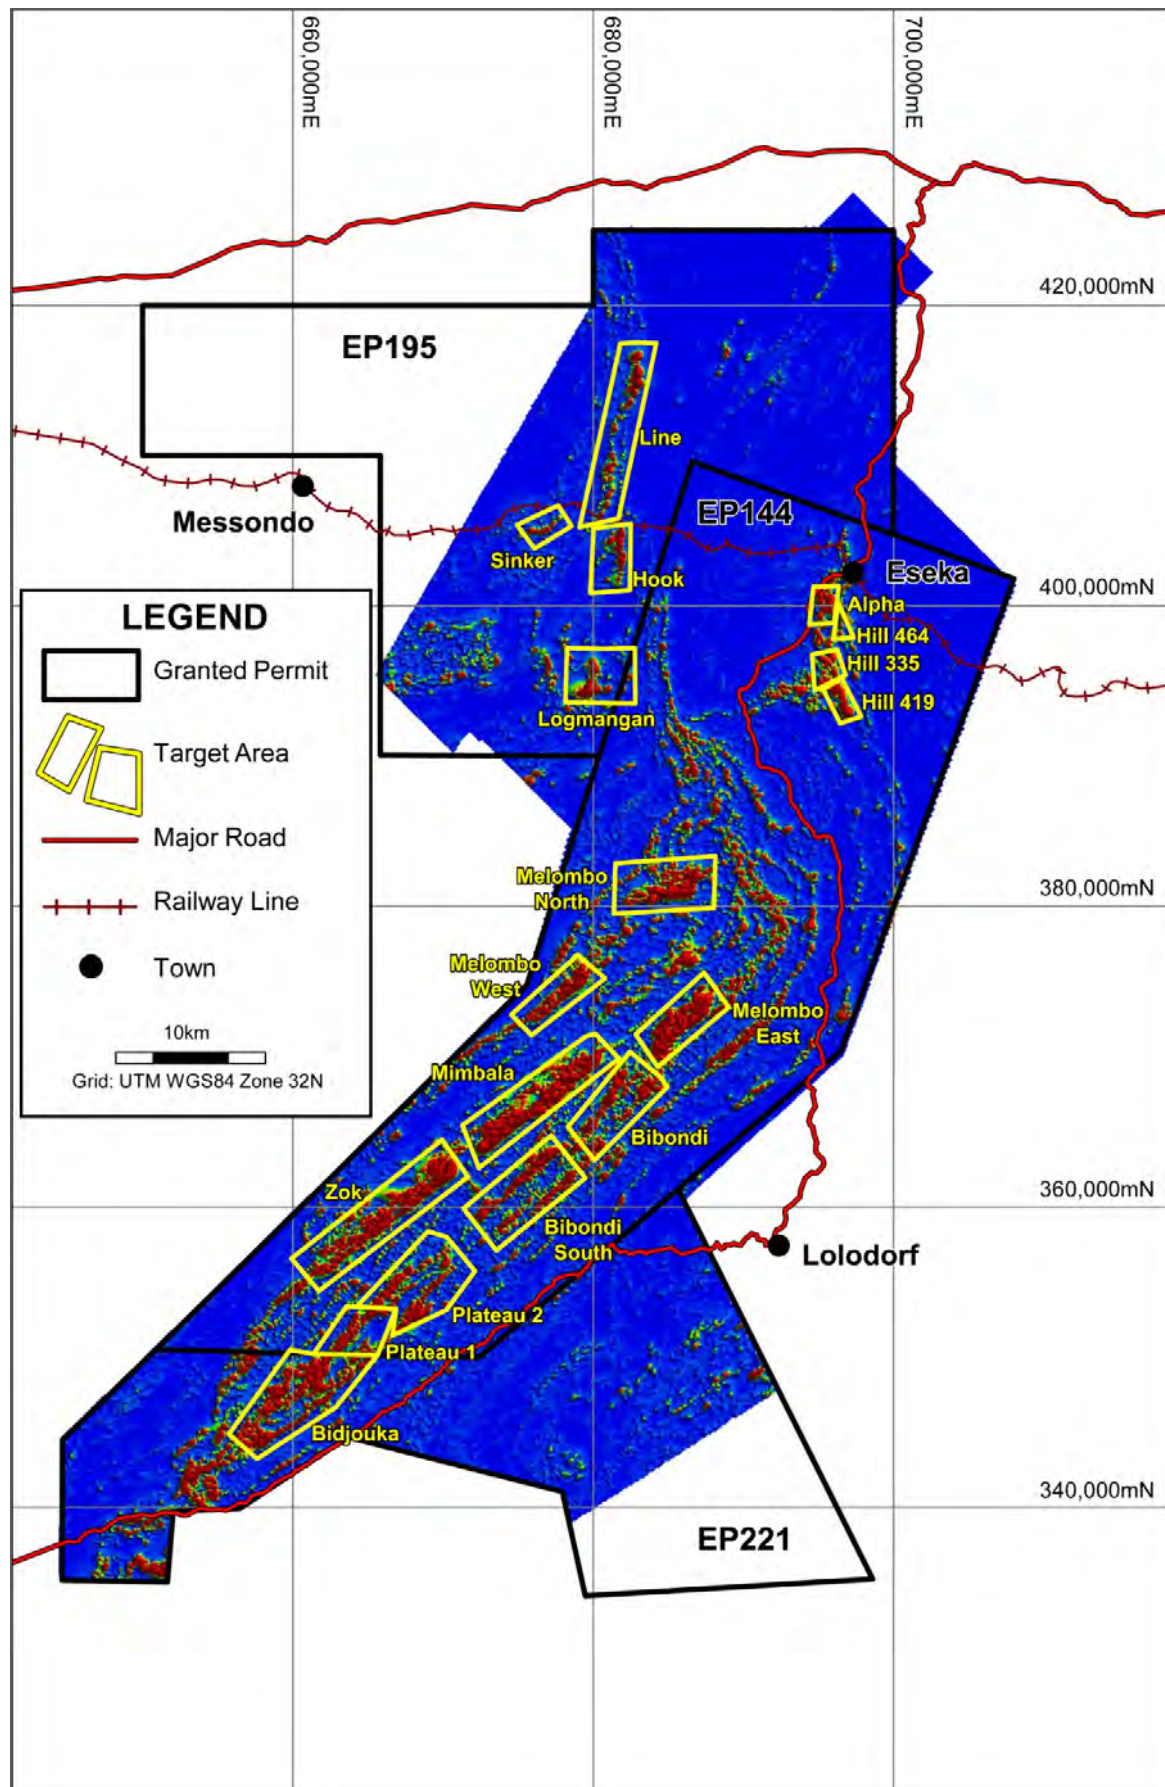 660,000mE
680,000mE
700,000mE
420,000mN
EP195
Line
EP144
Messondo
Sinker
Hook
Eseka
400,000mN
Alpha
Hill 464
Hill 335
Hill 419
Logmangan
LEGEND
Granted Permit
Target Area
Major Road
Railway Line
Town
10km
Grid: UTM WGS84 Zone 32N
Melombo
North
380,000mN
Melombo
West
Melombo
East
Mimbala
Bibondi
Zok
360,000mN
Bibondi
South
Lolodorf
Plateau 2
Plateau 1
Bidjouka
340,000mN
EP221